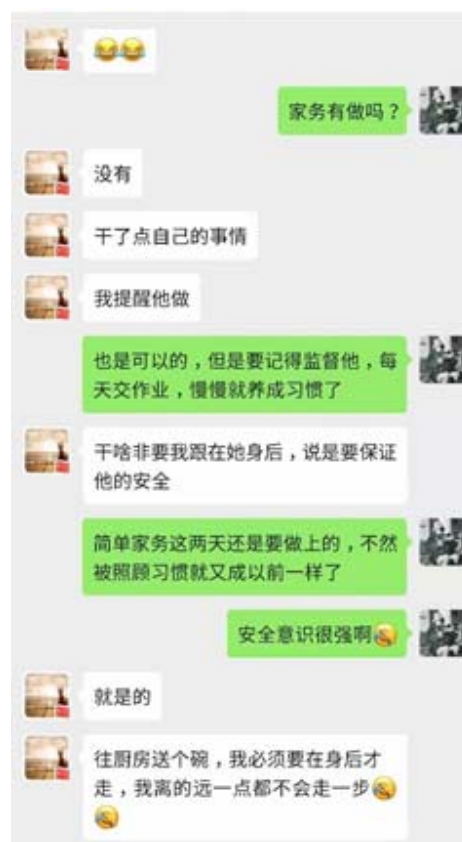 家务有做吗？
没有
干了点自己的事情
我提醒他做
也是可以的，但是要记得监督他，每
天交作业，慢慢就养成习惯了
干啥非要我跟在她身后，说是要保证
他的安全
简单家务这两天还是要做上的，不然
被照顾习惯就又成以前一样了
安全意识很强啊
就是的
往厨房送个碗，我必须要在身后才
走，我离的远一点都不会走一步